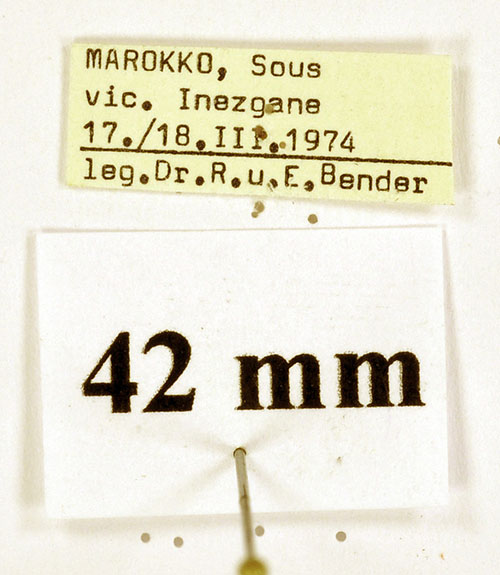 MAROKKO, Sous
vic. Inezgane
17./18.III.1974
leg.Dr.R.u.E.Bender
42 mm